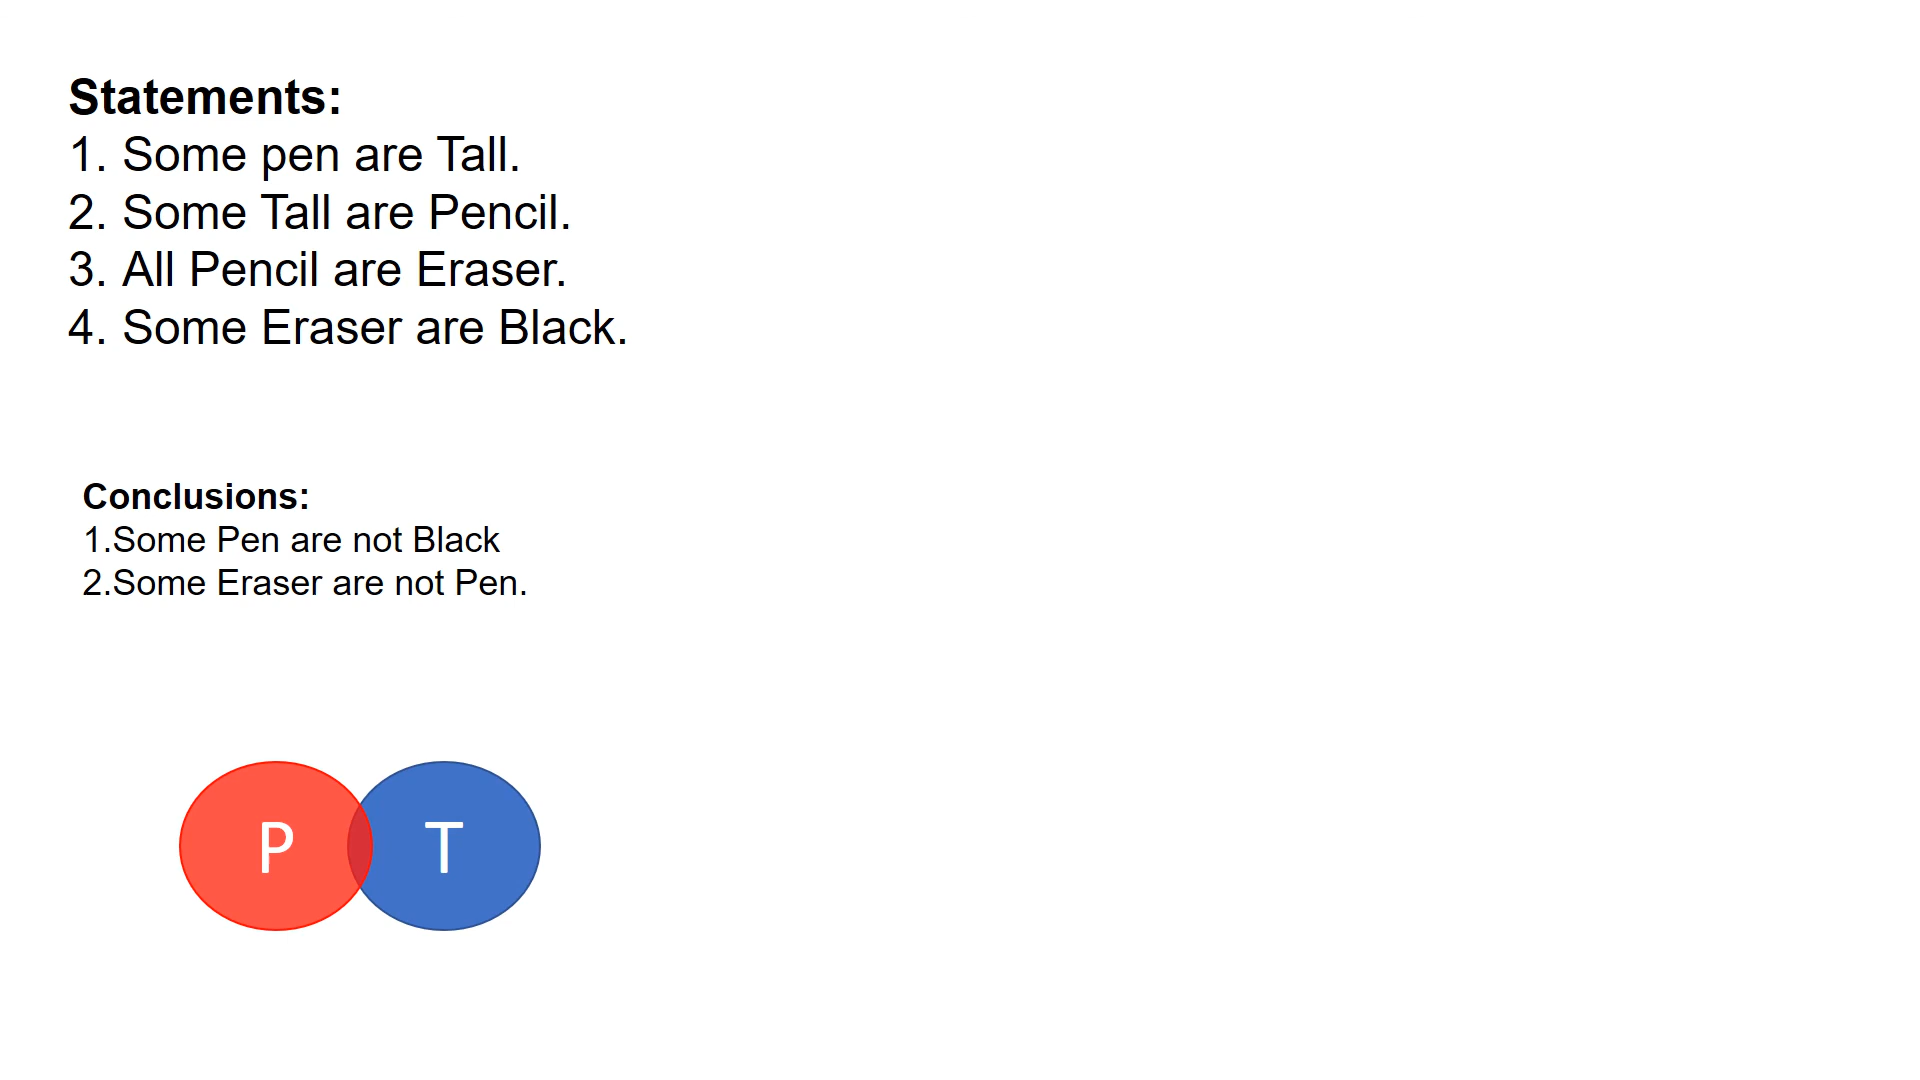 Statements:
1. Some pen are Tall.
2. Some Tall are Pencil.
3. All Pencil are Eraser.
4. Some Eraser are Black.
Conclusions:
1.Some Pen are not Black
2.Some Eraser are not Pen.
P T